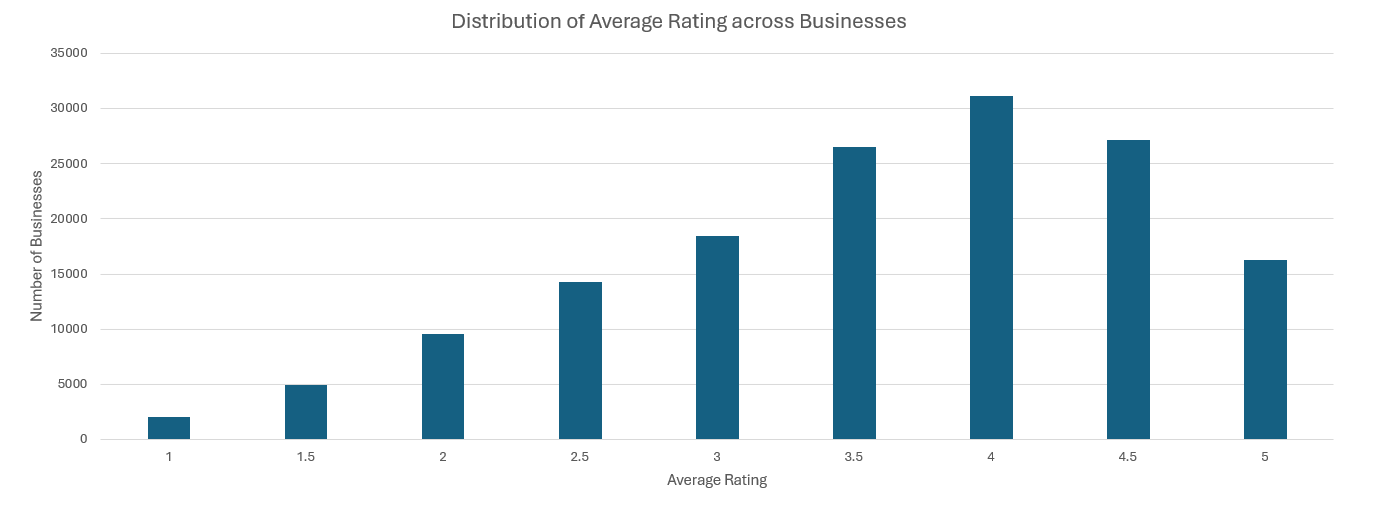 Distribution of Average Rating across Businesses
35000
30000
25000
20000
15000
10000
5000
0
Number of Businesses
1 1.5 2 2.5 3 3.5 4 4.5 5
Average Rating